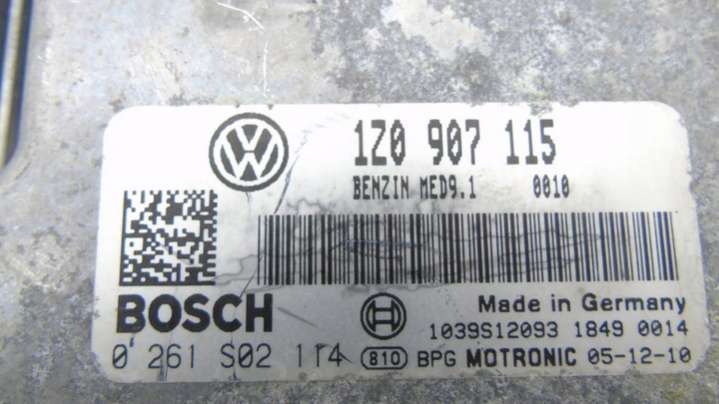 1Z0 907 115
BENZIN MED9.1 0010
BOSCH
Made in Germany
1039S12093 1849 0014
0 261 S02 114 810 BPG MOTRONIC 05-12-10